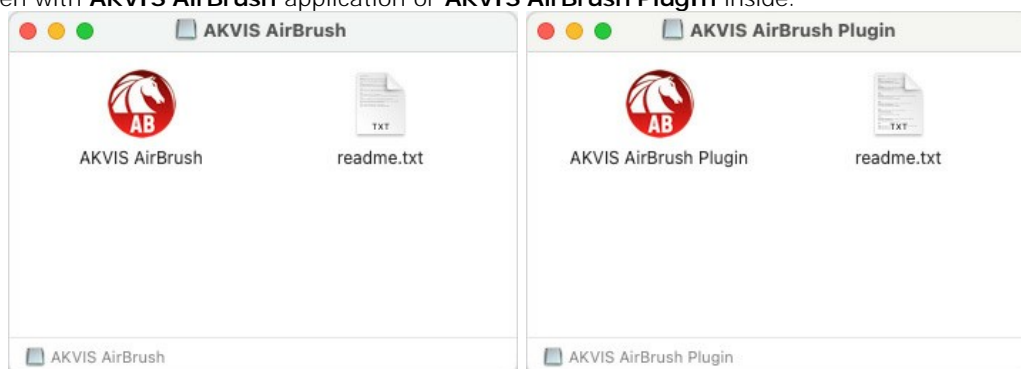 en with AKVIS AirBrush application or AKVIS AirBrush Plugin inside.
AKVIS AirBrush
AB
TXT
AKVIS AirBrush
readme.txt
AKVIS AirBrush
AKVIS AirBrush Plugin
AB
TXT
AKVIS AirBrush Plugin
readme.txt
AKVIS AirBrush Plugin